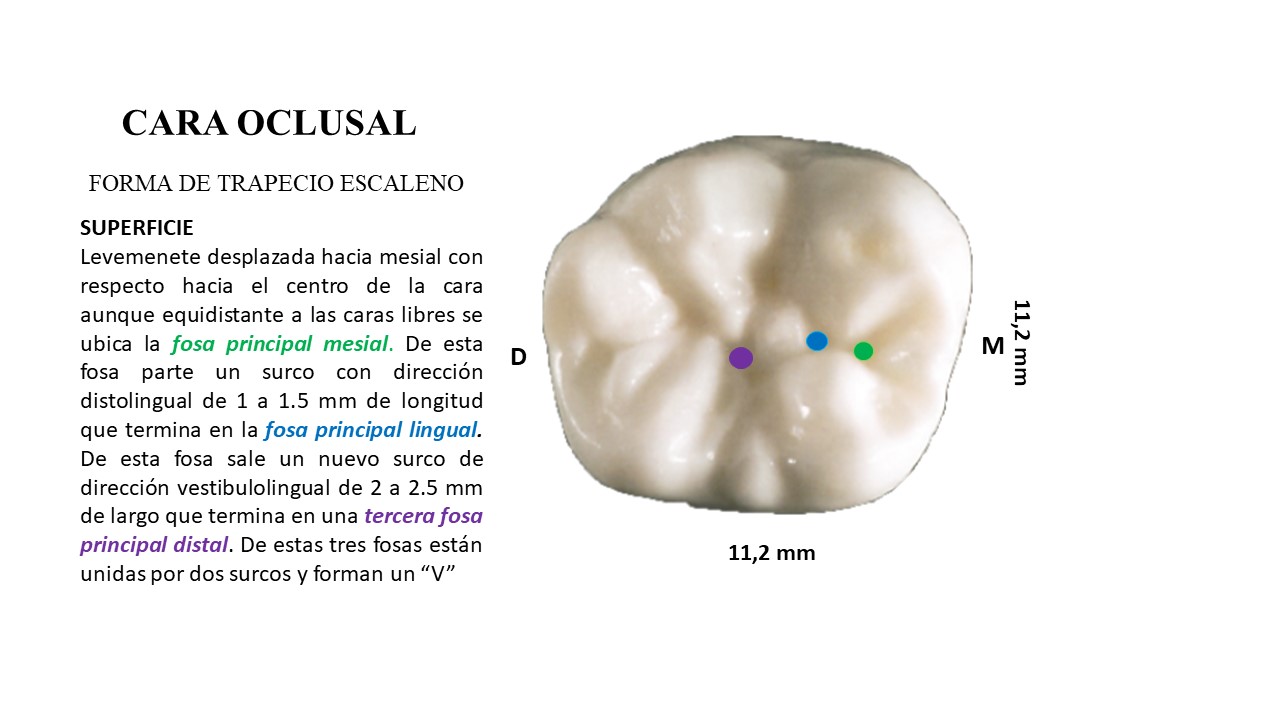 CARA OCLUSAL
FORMA DE TRAPECIO ESCALENO
SUPERFICIE
Levemenete desplazada hacia mesial con
respecto hacia el centro de la cara
aunque equidistante a las caras libres se
ubica la fosa principal mesial. De esta
fosa parte un surco con dirección
distolingual de 1 a 1.5 mm de longitud
que termina en la fosa principal lingual.
De esta fosa sale un nuevo surco de
dirección vestibulolingual de 2 a 2.5 mm
de largo que termina en una tercera fosa
principal distal. De estas tres fosas están
unidas por dos surcos y forman un “V”
D
M
11,2 mm
11,2 mm